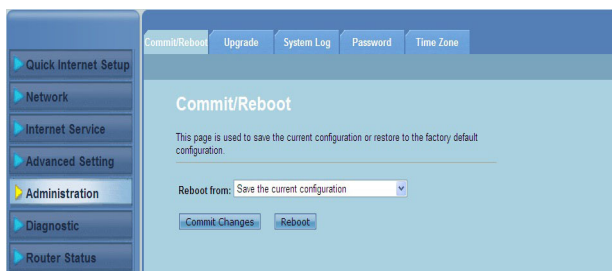 Commit/Reboot Upgrade System Log Password Time Zone
Quick Internet Setup
Network
Internet Service
Advanced Setting
Administration
Diagnostic
Router Status
Commit/Reboot
This page is used to save the current configuration or restore to the factory default
configuration.
Reboot from: Save the current configuration
Commit Changes Reboot